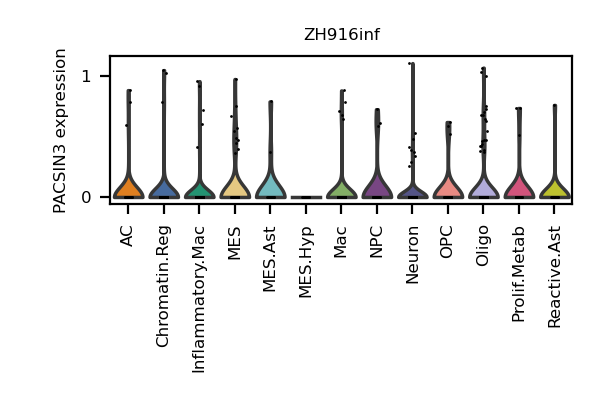 ZH916inf
PACSIN3 expression
1
0
AC
Chromatin.Reg
Inflammatory.Mac
MES
MES.Ast
MES.Hyp
Mac
NPC
Neuron
OPC
Oligo
Prolif.Metab
Reactive.Ast